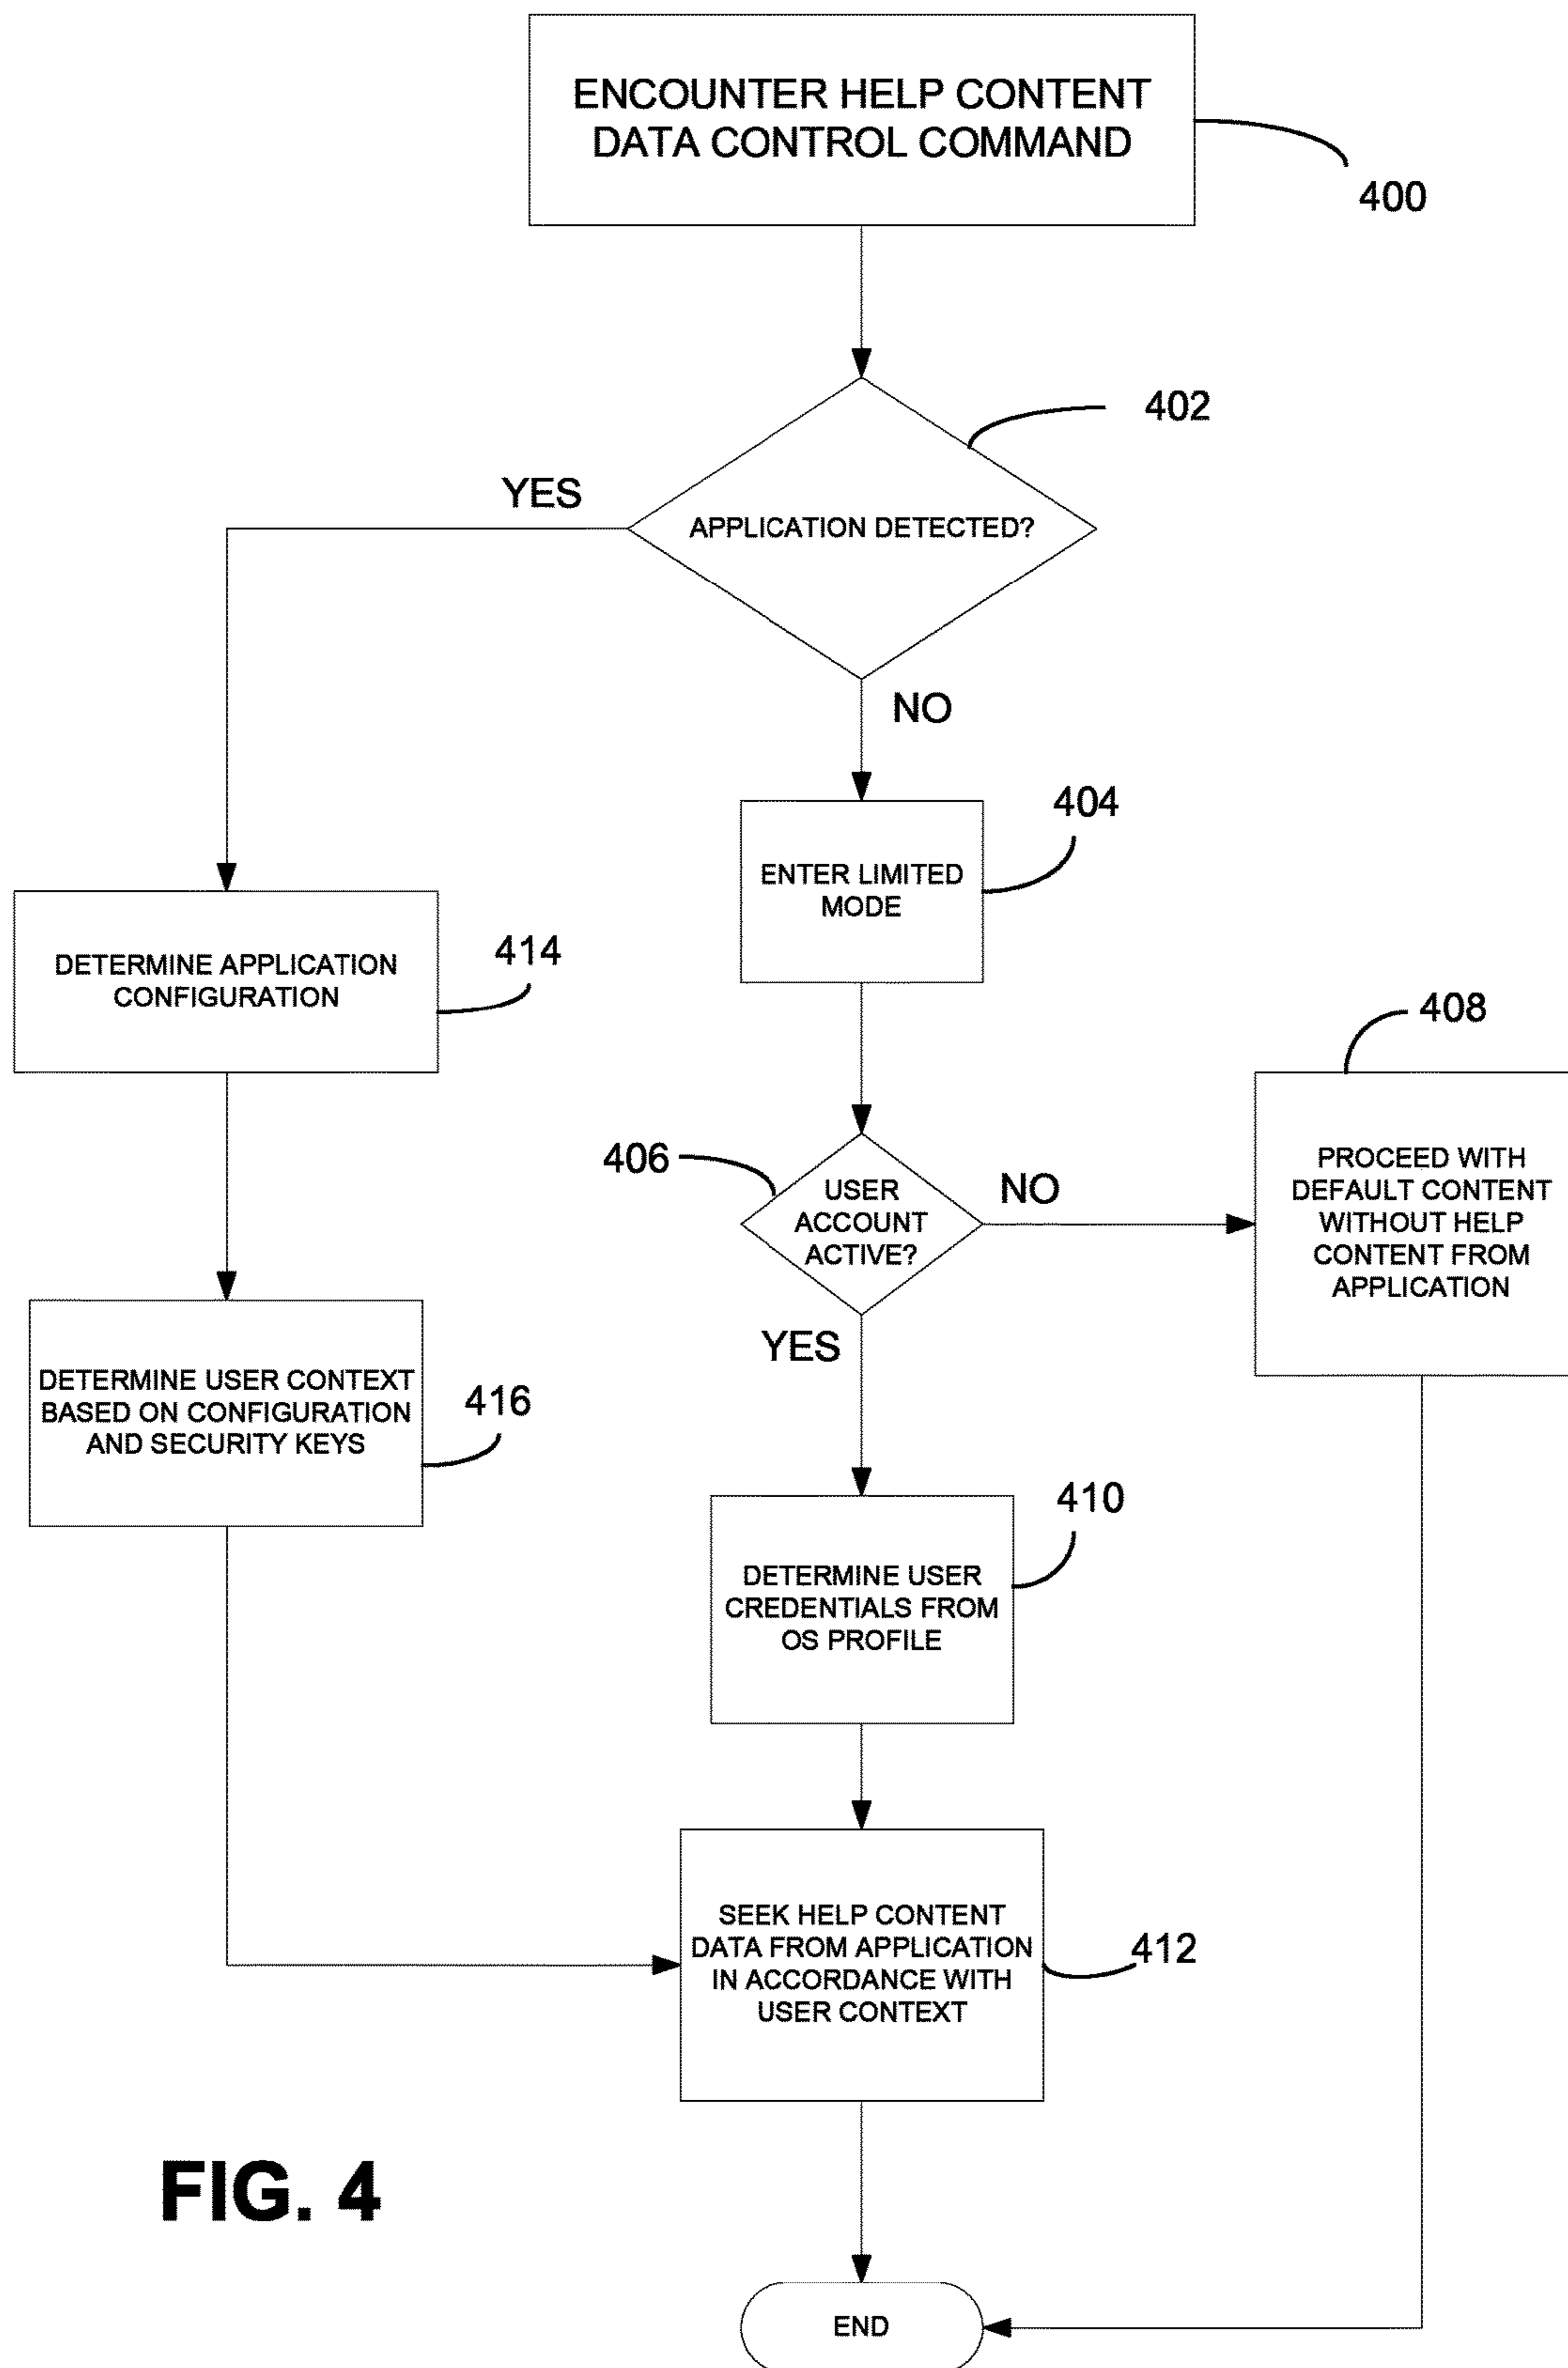 ENCOUNTER HELP CONTENT
DATA CONTROL COMMAND
400
402
YES
APPLICATION DETECTED?
NO
404
ENTER LIMITED
MODE
414
DETERMINE APPLICATION
CONFIGURATION
408
406
USER
ACCOUNT
ACTIVE?
NO
PROCEED WITH
DEFAULT CONTENT
WITHOUT HELP
CONTENT FROM
APPLICATION
YES
DETERMINE USER CONTEXT
BASED ON CONFIGURATION
AND SECURITY KEYS
416
410
DETERMINE USER
CREDENTIALS FROM
OS PROFILE
SEEK HELP CONTENT
DATA FROM APPLICATION
IN ACCORDANCE WITH
USER CONTEXT
412
FIG. 4
END